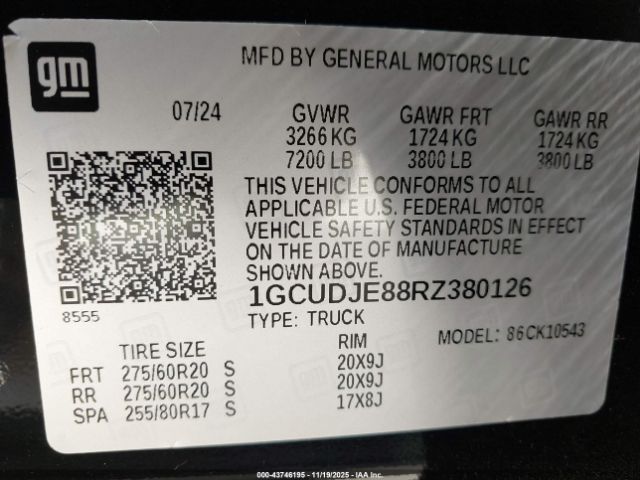 gm
MFD BY GENERAL MOTORS LLC
07/24 GVWR GAWR FRT GAWR RR
3266 KG 1724 KG 1724 KG
7200 LB 3800 LB 3800 LB
THIS VEHICLE CONFORMS TO ALL
APPLICABLE U.S. FEDERAL MOTOR
VEHICLE SAFETY STANDARDS IN EFFECT
ON THE DATE OF MANUFACTURE
SHOWN ABOVE.
8555
1GCUDJE88RZ380126
TYPE: TRUCK MODEL: 86CK10543
TIRE SIZE RIM
FRT 275/60R20 S 20X9J
RR 275/60R20 S 20X9J
SPA 255/80R17 S 17X8J
000-43746195 - 11/19/2025 - IAA Inc.